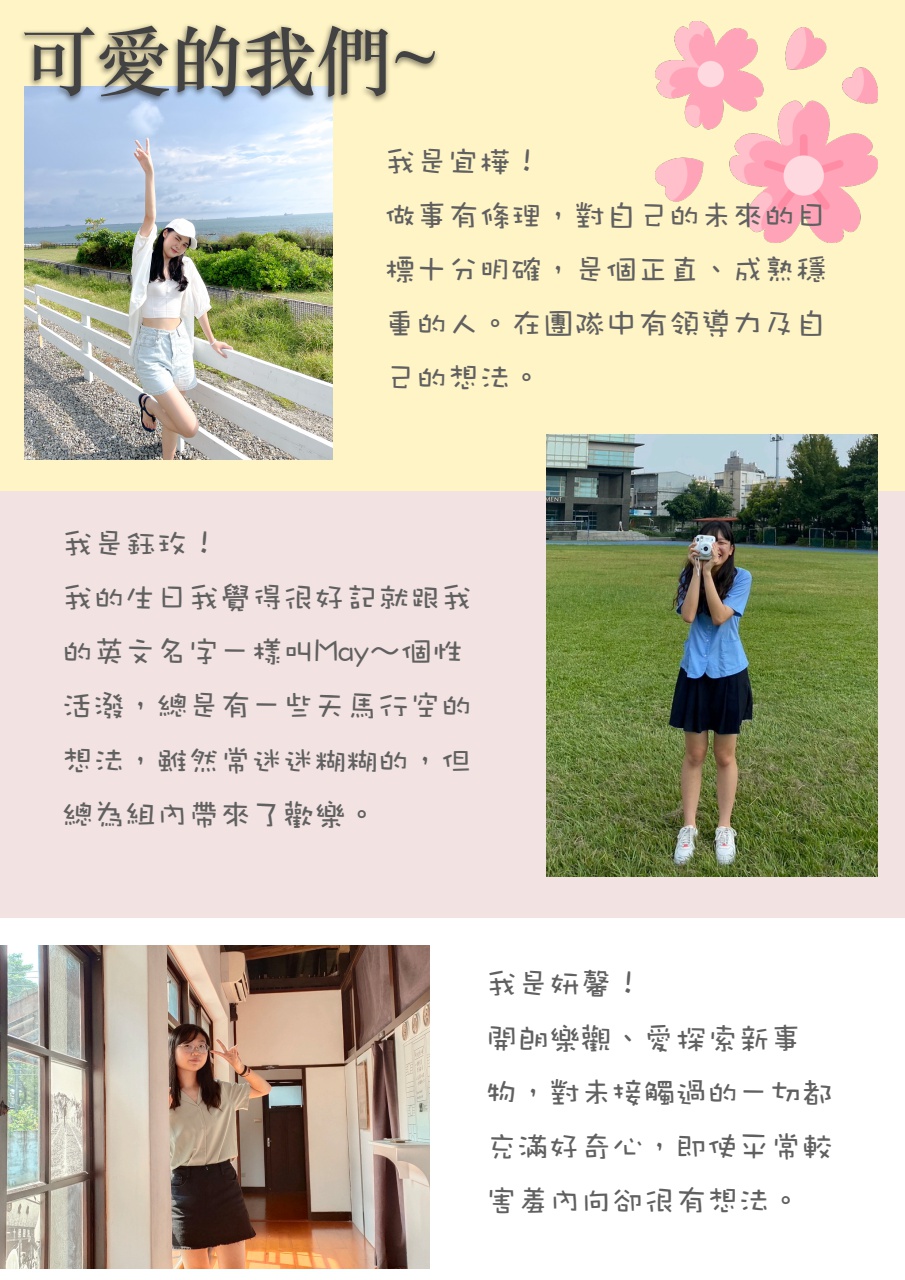 可愛的我們~
我是宜樺！
做事有條理，對自己的未來的目
標十分明確，是個正直、成熟穩
重的人。在團隊中有領導力及自
己的想法。
我是鈺玫！
我的生日我覺得很好記就跟我
的英文名字一樣叫May～個性
活潑，總是有一些天馬行空的
想法，雖然常迷迷糊糊的，但
總為組內帶來了歡樂。
我是妍馨！
開朗樂觀、愛探索新事
物，對未接觸過的一切都
充滿好奇心，即使平常較
害羞內向卻很有想法。